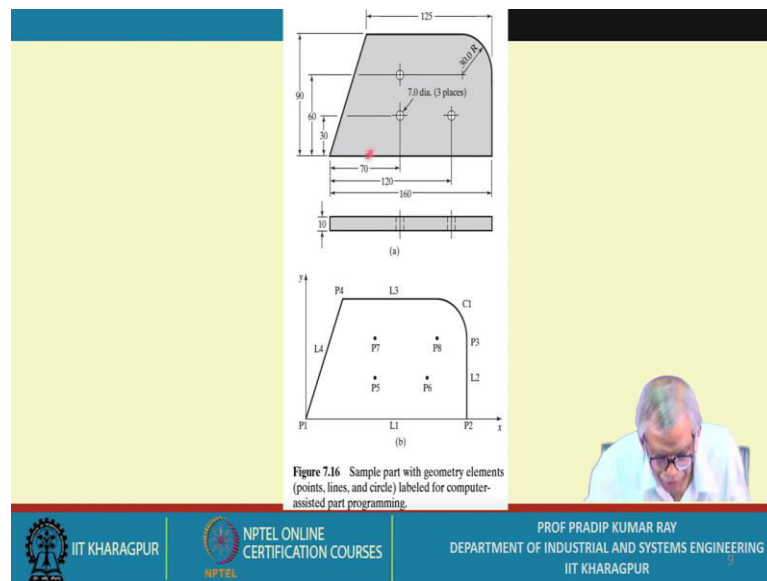 125
30.0 R
7.0 dia. (3 places)
90
60
30
70
120
160
10
(a)
y
P4
L3
C1
L4
P7
P8
P3
P5
P6
L2
P1
L1
P2
x
(b)
Figure 7.16 Sample part with geometry elements
(points, lines, and circle) labeled for computer-
assisted part programming.
IIT KHARAGPUR
NPTEL
NPTEL ONLINE
CERTIFICATION COURSES
PROF PRADIP KUMAR RAY
DEPARTMENT OF INDUSTRIAL AND SYSTEMS ENGINEERING
IIT KHARAGPUR
9